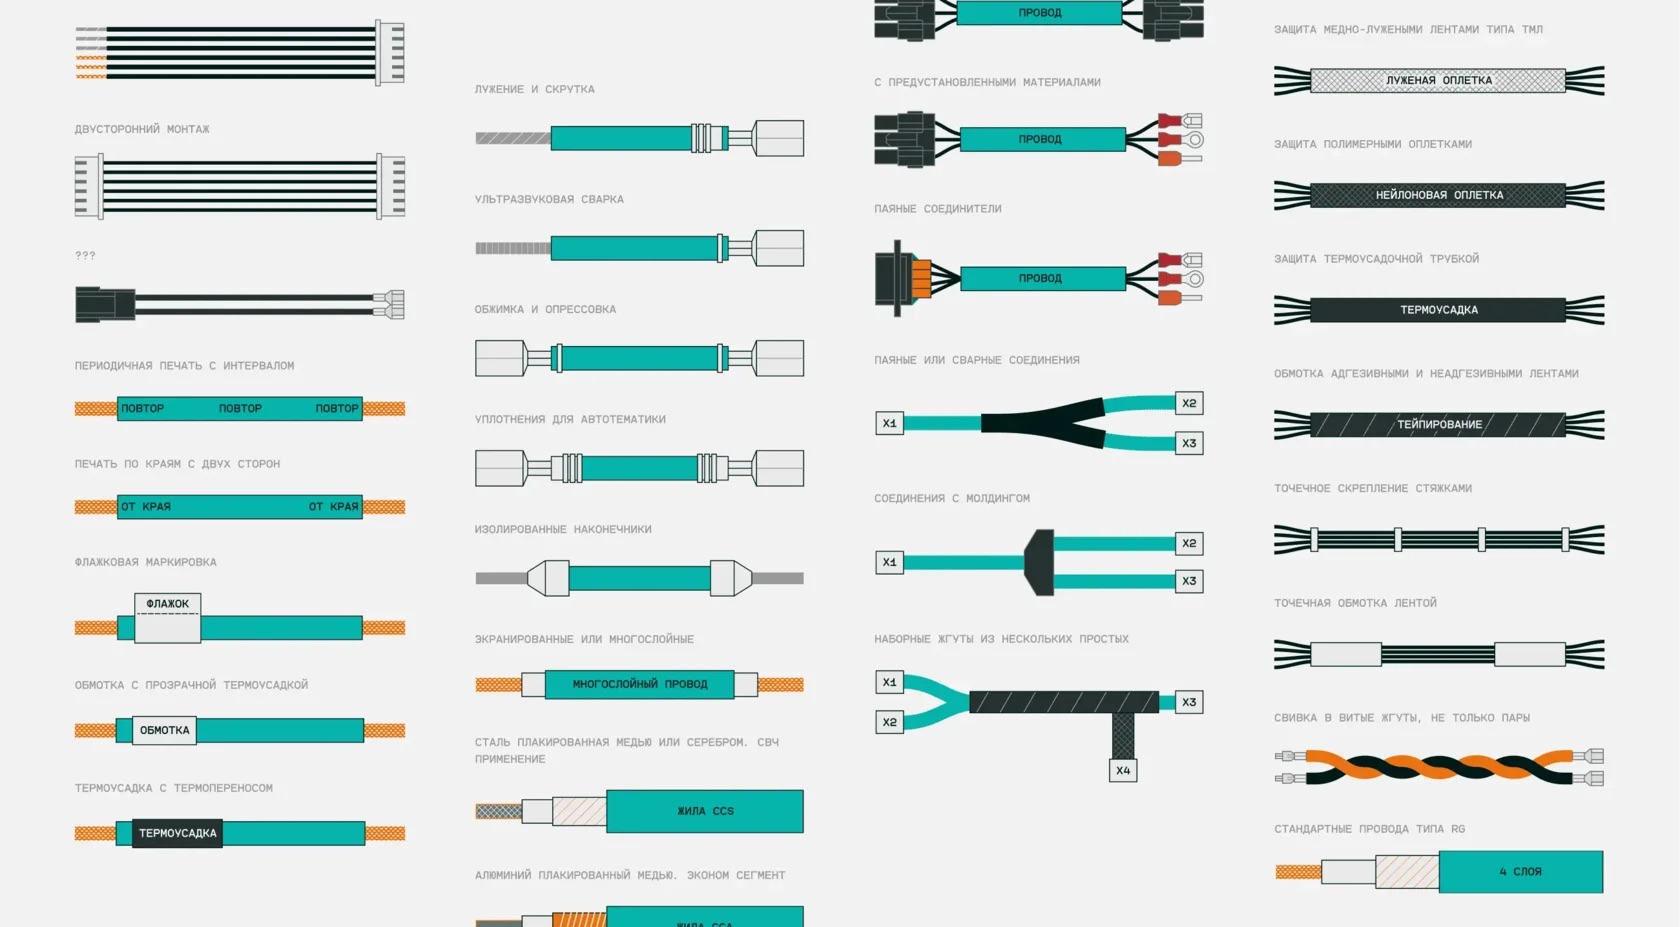 ДВУСТОРОННИЙ МОНТАЖ
???
ПЕРИОДИЧНАЯ ПЕЧАТЬ С ИНТЕРВАЛОМ
ПОВТОР ПОВТОР ПОВТОР
ПЕЧАТЬ ПО КРАЯМ С ДВУХ СТОРОН
ОТ КРАЯ ОТ КРАЯ
ФЛАЖКОВАЯ МАРКИРОВКА
ФЛАЖОК
ОБМОТКА С ПРОЗРАЧНОЙ ТЕРМОУСАДКОЙ
ОБМОТКА
ТЕРМОУСАДКА С ТЕРМОПЕРЕНОСОМ
ТЕРМОУСАДКА
ЛУЖЕНИЕ И СКРУТКА
УЛЬТРАЗВУКОВАЯ СВАРКА
ОБЖИМКА И ОПРЕССОВКА
УПЛОТНЕНИЯ ДЛЯ АВТОТЕМАТИКИ
ИЗОЛИРОВАННЫЕ НАКОНЕЧНИКИ
ЭКРАНИРОВАННЫЕ ИЛИ МНОГОСЛОЙНЫЕ
МНОГОСЛОЙНЫЙ ПРОВОД
СТАЛЬ ПЛАКИРОВАННАЯ МЕДЬЮ ИЛИ СЕРЕБРОМ. СВЧ
ПРИМЕНЕНИЕ
ЖИЛА CCS
АЛЮМИНИЙ ПЛАКИРОВАННЫЙ МЕДЬЮ. ЭКОНОМ СЕГМЕНТ
ЖИЛА CCA
ПРОВОД
С ПРЕДУСТАНОВЛЕННЫМИ МАТЕРИАЛАМИ
ПРОВОД
ПАЯНЫЕ СОЕДИНИТЕЛИ
ПРОВОД
ПАЯНЫЕ ИЛИ СВАРНЫЕ СОЕДИНЕНИЯ
X1
X2
X3
СОЕДИНЕНИЯ С МОЛДИНГОМ
X1
X2
X3
НАБОРНЫЕ ЖГУТЫ ИЗ НЕСКОЛЬКИХ ПРОСТЫХ
X1
X2
X3
X4
ЗАЩИТА МЕДНО-ЛУЖЕНЫМИ ЛЕНТАМИ ТИПА ТМЛ
ЛУЖЕНАЯ ОПЛЕТКА
ЗАЩИТА ПОЛИМЕРНЫМИ ОПЛЕТКАМИ
НЕЙЛОНОВАЯ ОПЛЕТКА
ЗАЩИТА ТЕРМОУСАДОЧНОЙ ТРУБКОЙ
ТЕРМОУСАДКА
ОБМОТКА АДГЕЗИВНЫМИ И НЕАДГЕЗИВНЫМИ ЛЕНТАМИ
ТЕЙПИРОВАНИЕ
ТОЧЕЧНОЕ СКРЕПЛЕНИЕ СТЯЖКАМИ
ТОЧЕЧНАЯ ОБМОТКА ЛЕНТОЙ
СВИВКА В ВИТЫЕ ЖГУТЫ, НЕ ТОЛЬКО ПАРЫ
СТАНДАРТНЫЕ ПРОВОДА ТИПА RG
4 СЛОЯ